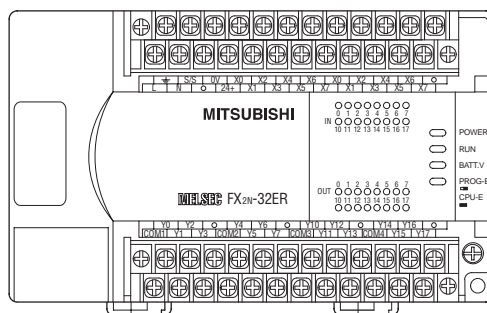 S/S 0V X0 X2 X4 X6 X0 X2 X4 X6
L N 24+ X1 X3 X5 X7 X1 X3 X5 X7
MITSUBISHI
0 1 2 3 4 5 6 7
IN
10 11 12 13 14 15 16 17
POWER
RUN
BATT.V
PROG-E
CPU-E
MELSEC FX2N-32ER
0 1 2 3 4 5 6 7
OUT
10 11 12 13 14 15 16 17
Y0 Y2 Y4 Y6 Y10 Y12 Y14 Y16
COM1 Y1 Y3 COM2 Y5 Y7 COM3 Y11 Y13 COM4 Y15 Y17